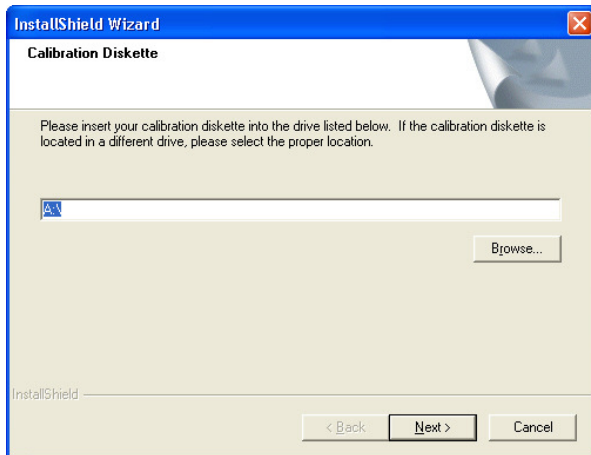 InstallShield Wizard
Calibration Diskette
Please insert your calibration diskette into the drive listed below.  If the calibration diskette is
located in a different drive, please select the proper location.
A:\
Browse...
InstallShield
< Back
Next >
Cancel